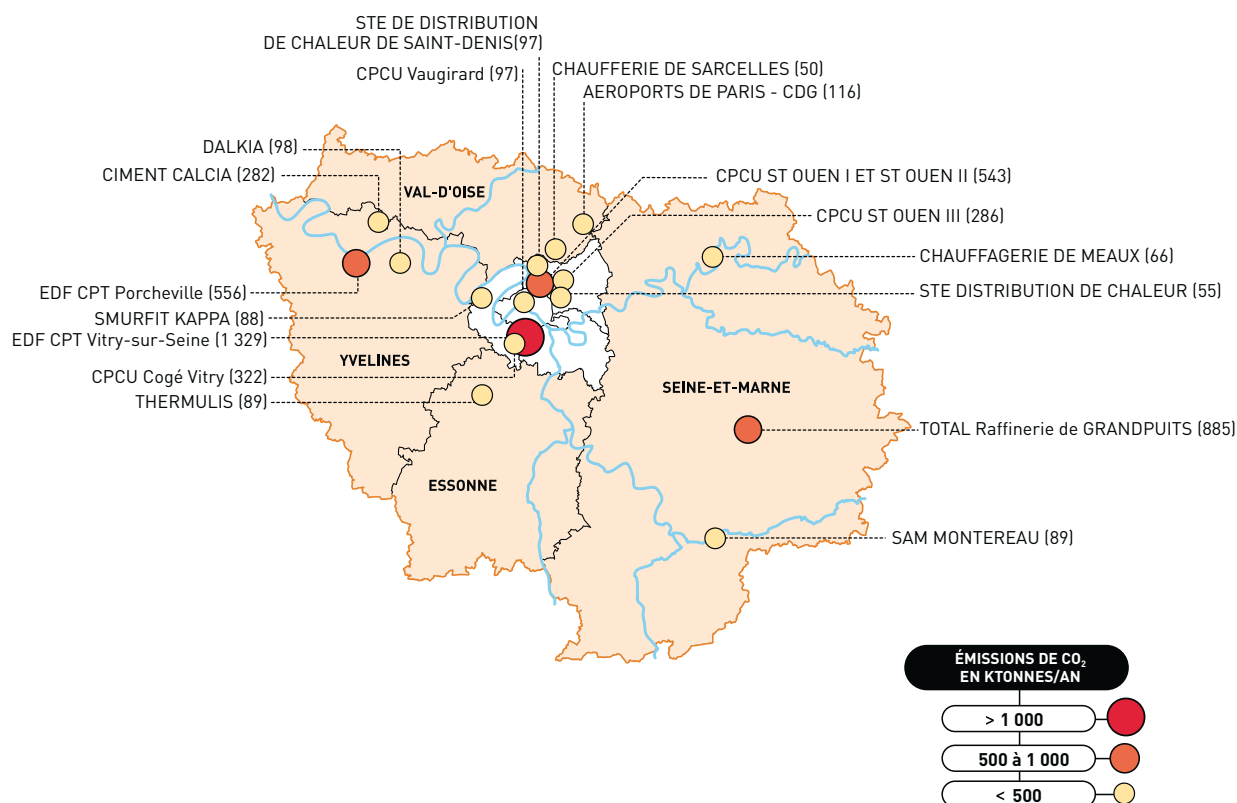 STE DE DISTRIBUTION
DE CHALEUR DE SAINT-DENIS(97)
CPCU Vaugirard (97)
CHAUFFERIE DE SARCELLES (50)
AEROPORTS DE PARIS - CDG (116)
DALKIA (98)
CIMENT CALCIA (282)
VAL-D'OISE
CPCU ST OUEN I ET ST OUEN II (543)
CPCU ST OUEN III (286)
CHAUFFAGERIE DE MEAUX (66)
EDF CPT Porcheville (556)
STE DISTRIBUTION DE CHALEUR (55)
SMURFIT KAPPA (88)
EDF CPT Vitry-sur-Seine (1 329)
YVELINES
CPCU Cogé Vitry (322)
SEINE-ET-MARNE
THERMULIS (89)
TOTAL Raffinerie de GRANDPUITS (885)
ESSONNE
SAM MONTEREAU (89)
ÉMISSIONS DE CO₂
EN KTONNES/AN
> 1 000
500 à 1 000
< 500